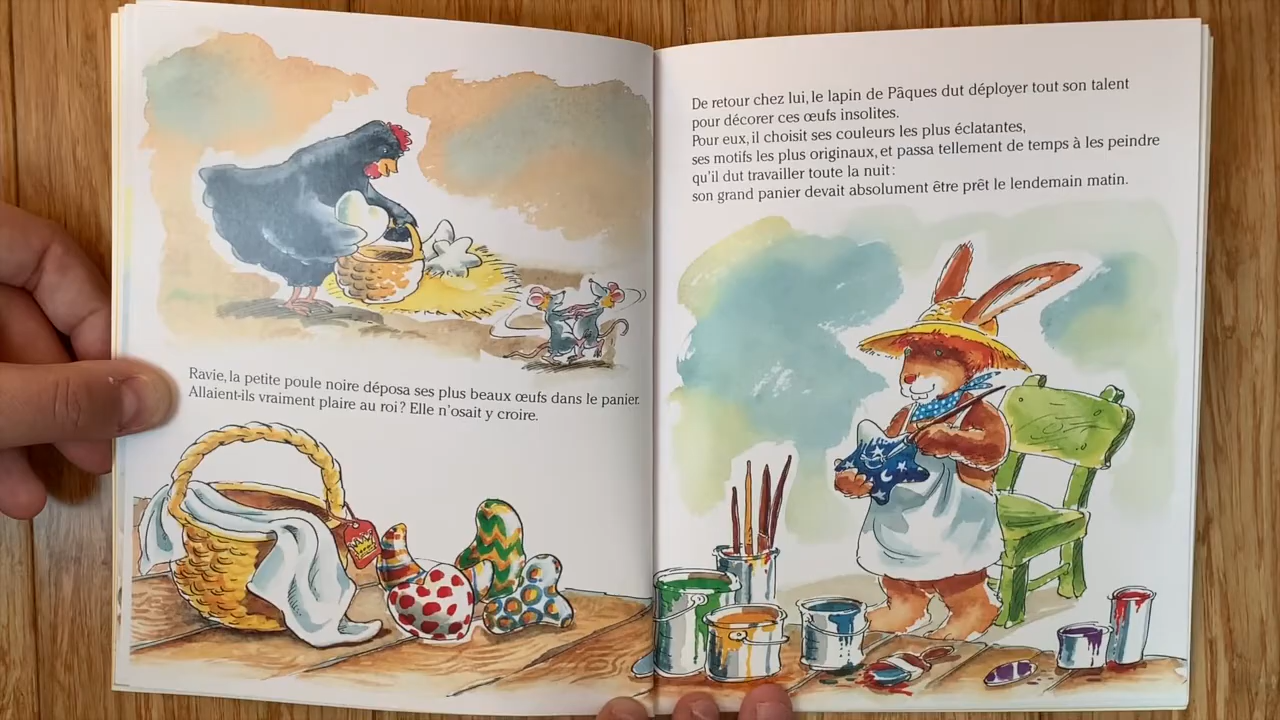 Ravie, la petite poule noire déposa ses plus beaux œufs dans le panier.
Allaient-ils vraiment plaire au roi ? Elle n'osait y croire.
De retour chez lui, le lapin de Pâques dut déployer tout son talent
pour décorer ces œufs insolites.
Pour eux, il choisit ses couleurs les plus éclatantes,
ses motifs les plus originaux, et passa tellement de temps à les peindre
qu'il dut travailler toute la nuit :
son grand panier devait absolument être prêt le lendemain matin.